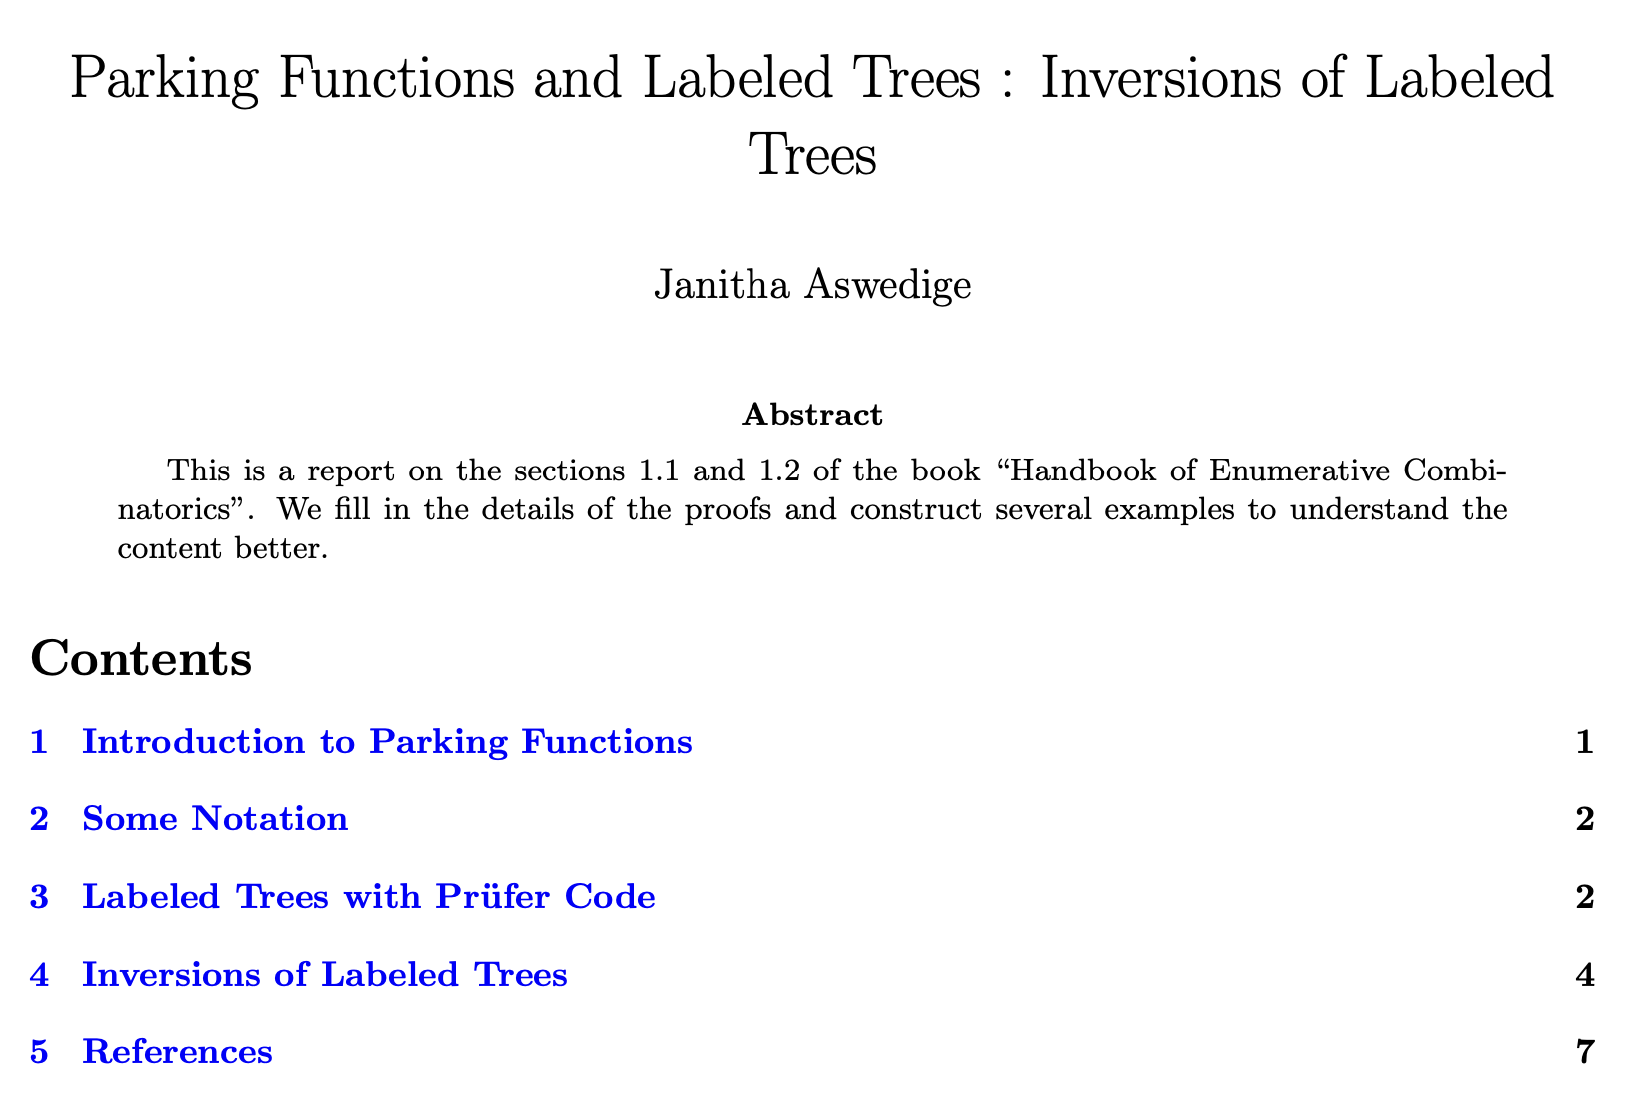 Parking Functions and Labeled Trees : Inversions of Labeled
Trees
Janitha Aswedige
Abstract
This is a report on the sections 1.1 and 1.2 of the book “Handbook of Enumerative Combi-
natorics”. We fill in the details of the proofs and construct several examples to understand the
content better.
Contents
1 Introduction to Parking Functions 1
2 Some Notation 2
3 Labeled Trees with Prüfer Code 2
4 Inversions of Labeled Trees 4
5 References 7